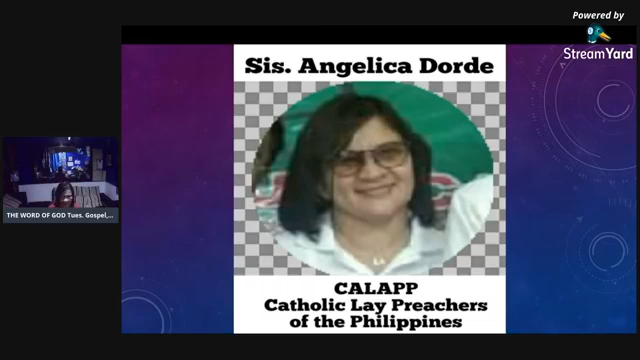 Powered by
StreamYard
Sis. Angelica Dorde
THE WORD OF GOD Tues. Gospel,...
CALAPP
Catholic Lay Preachers
of the Philippines